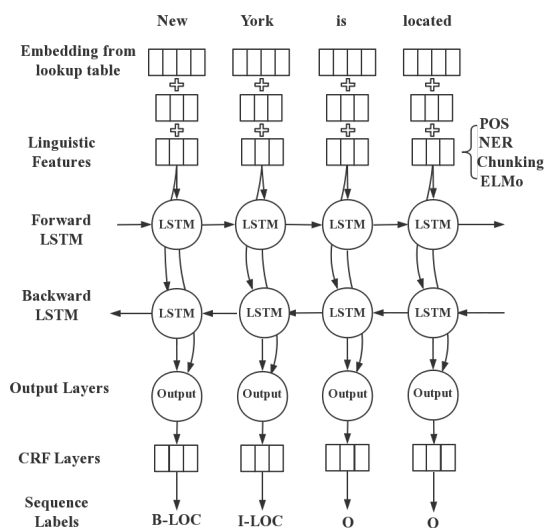 New York is located
Embedding from
lookup table
Linguistic
Features
POS
NER
Chunking
ELMo
Forward
LSTM
LSTM LSTM LSTM LSTM
Backward
LSTM
LSTM LSTM LSTM LSTM
Output Layers
Output Output Output Output
CRF Layers
Sequence
Labels
B-LOC I-LOC O O